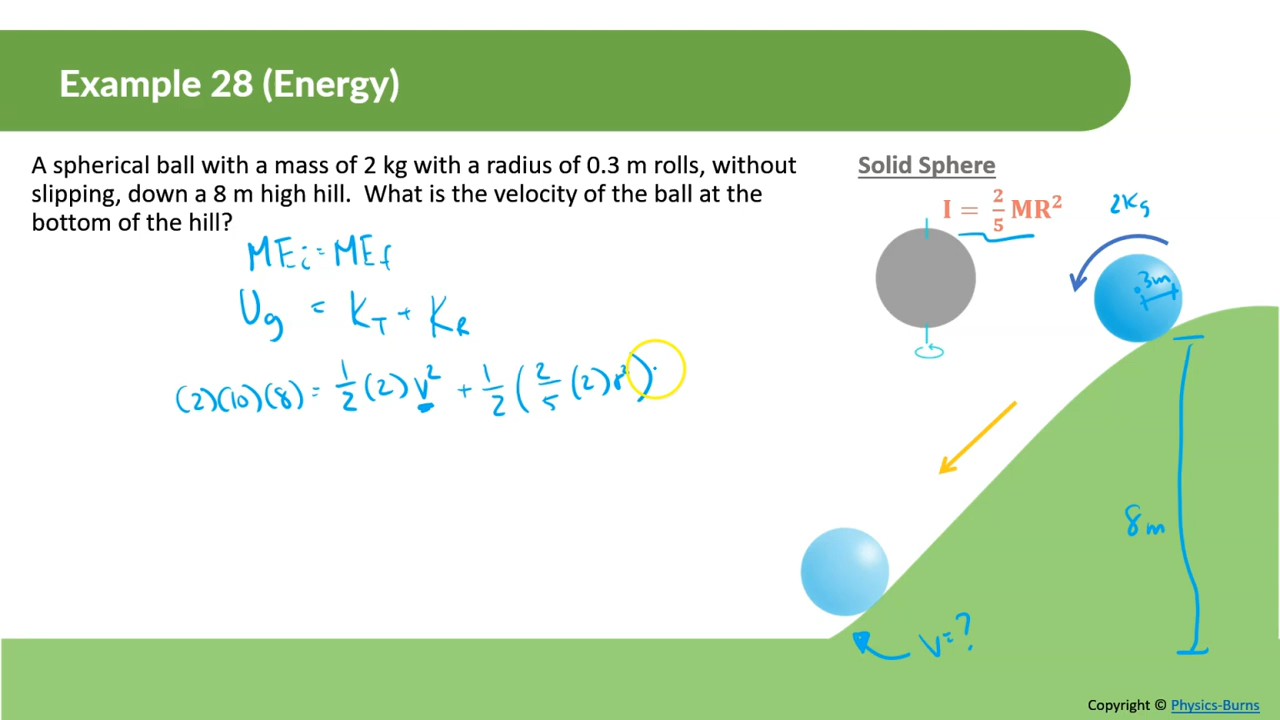 Example 28 (Energy)
A spherical ball with a mass of 2 kg with a radius of 0.3 m rolls, without
slipping, down a 8 m high hill. What is the velocity of the ball at the
bottom of the hill?
MEi = MEf
Ug = KT + KR
(2)(10)(8) = 1/2 (2) v² + 1/2 (2/5 (2) r²)
Solid Sphere
I = 2/5 MR²
2Kg
.3m
8m
V=?
Copyright © Physics-Burns